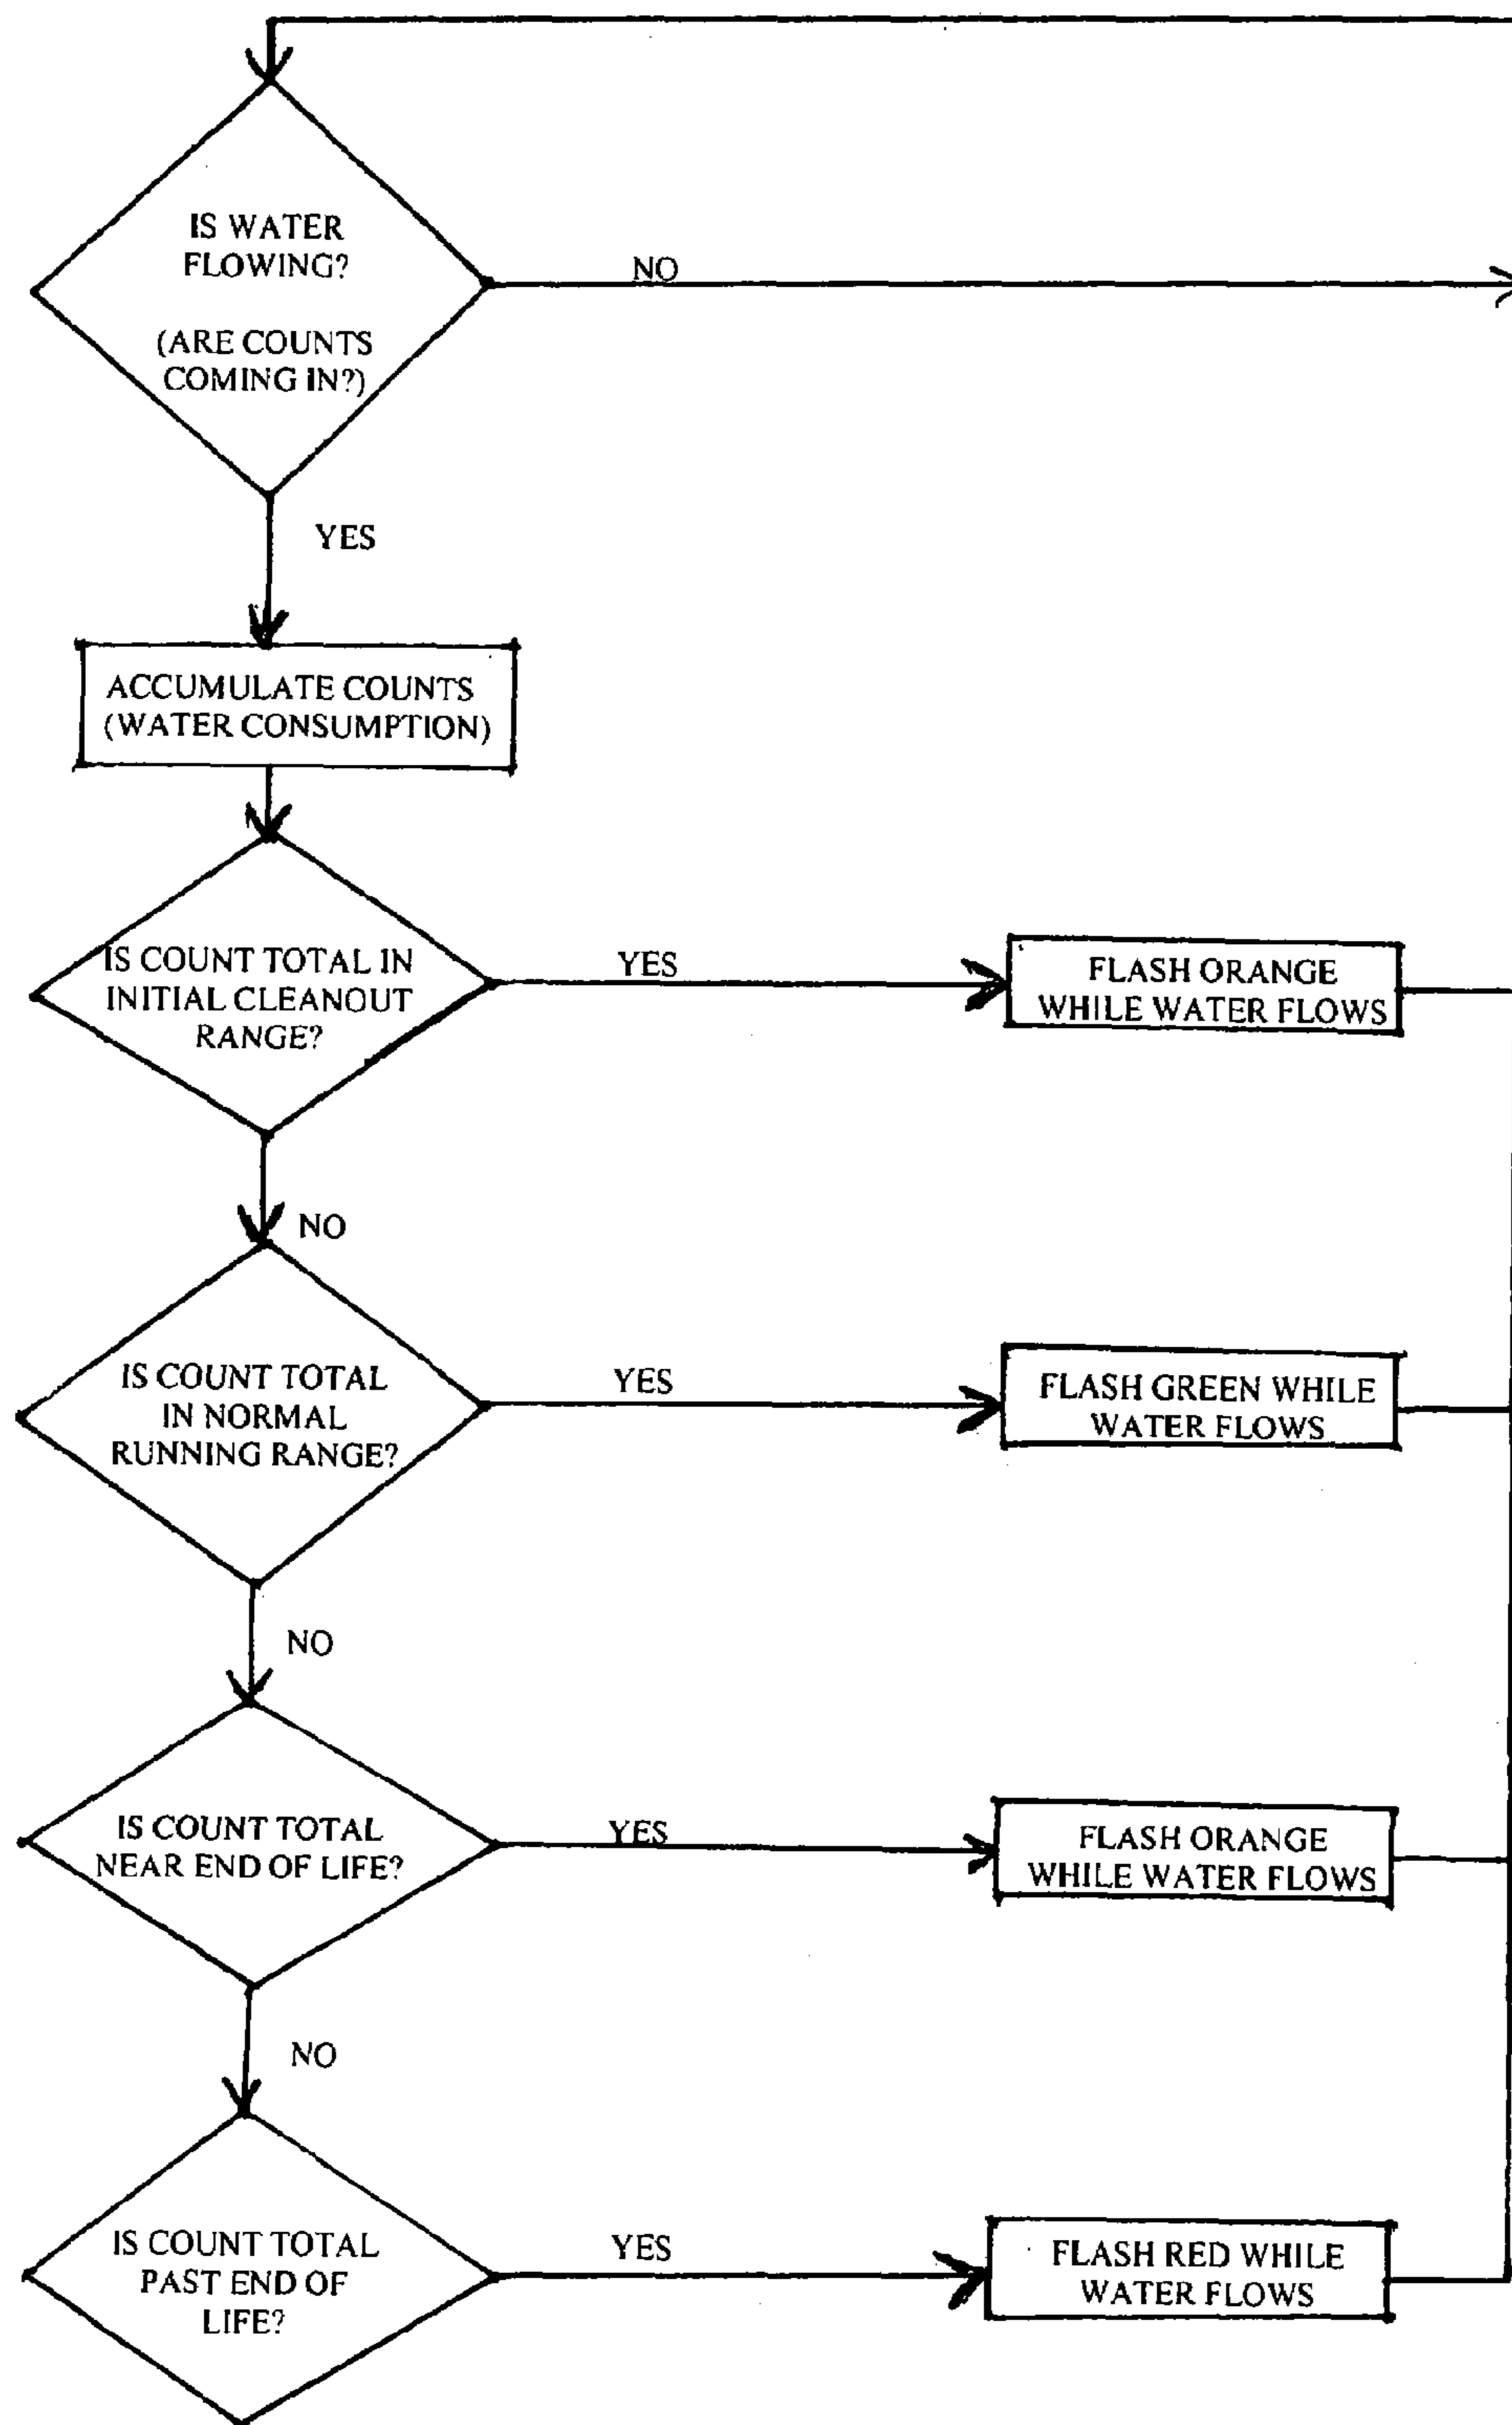 IS WATER
FLOWING?
(ARE COUNTS
COMING IN?)
NO
YES
ACCUMULATE COUNTS
(WATER CONSUMPTION)
IS COUNT TOTAL IN
INITIAL CLEANOUT
RANGE?
YES
FLASH ORANGE
WHILE WATER FLOWS
NO
IS COUNT TOTAL
IN NORMAL
RUNNING RANGE?
YES
FLASH GREEN WHILE
WATER FLOWS
NO
IS COUNT TOTAL
NEAR END OF LIFE?
YES
FLASH ORANGE
WHILE WATER FLOWS
NO
IS COUNT TOTAL
PAST END OF
LIFE?
YES
FLASH RED WHILE
WATER FLOWS